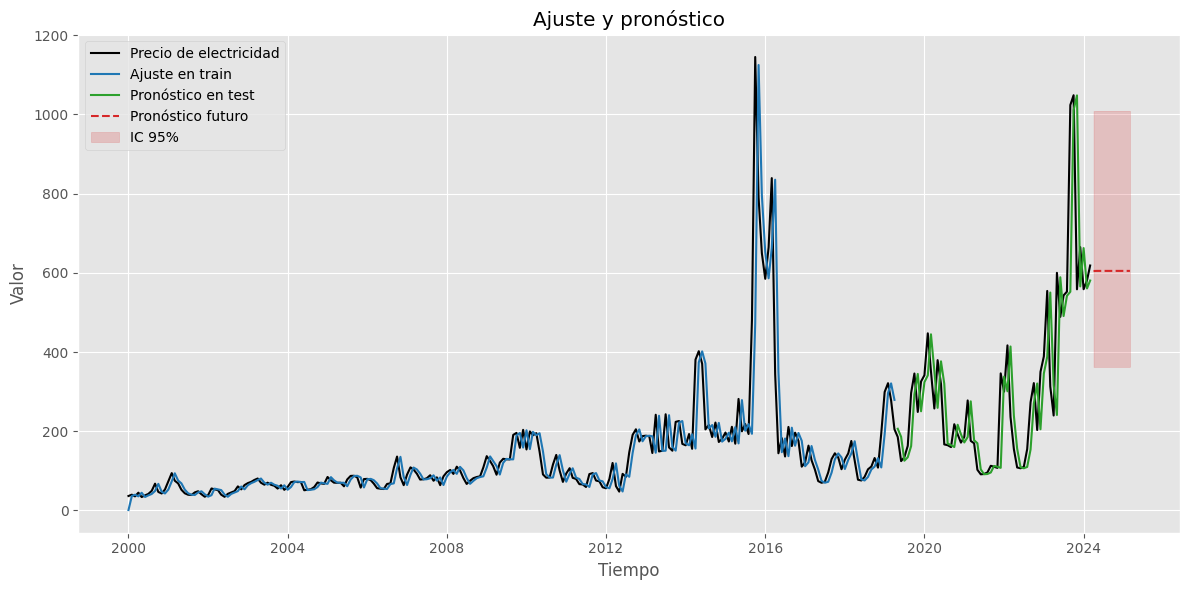 Ajuste y pronóstico
Precio de electricidad
Ajuste en train
Pronóstico en test
Pronóstico futuro
IC 95%
1200
1000
800
600
400
200
0
Valor
2000 2004 2008 2012 2016 2020 2024
Tiempo